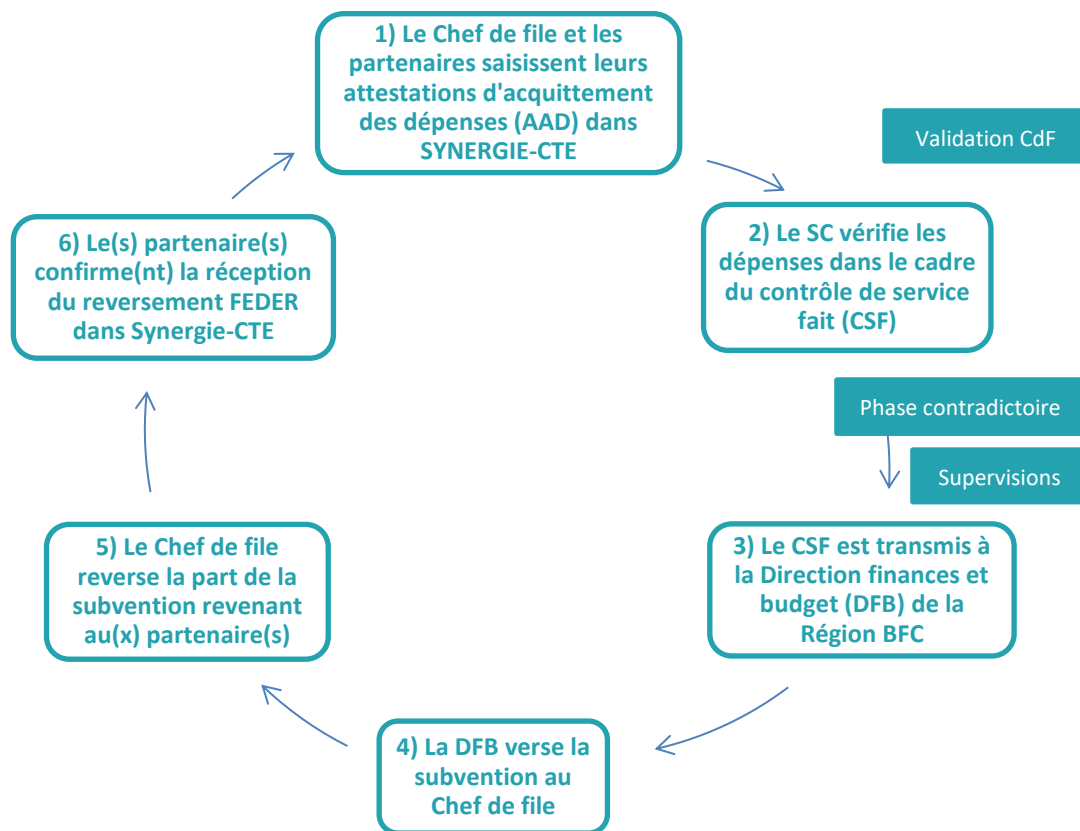 1) Le Chef de file et les
partenaires saisissent leurs
attestations d'acquittement
des dépenses (AAD) dans
SYNERGIE-CTE
Validation CdF
2) Le SC vérifie les
dépenses dans le cadre
du contrôle de service
fait (CSF)
Phase contradictoire
Supervisions
3) Le CSF est transmis à
la Direction finances et
budget (DFB) de la
Région BFC
4) La DFB verse la
subvention au
Chef de file
5) Le Chef de file
reverse la part de la
subvention revenant
au(x) partenaire(s)
6) Le(s) partenaire(s)
confirme(nt) la réception
du reversement FEDER
dans Synergie-CTE